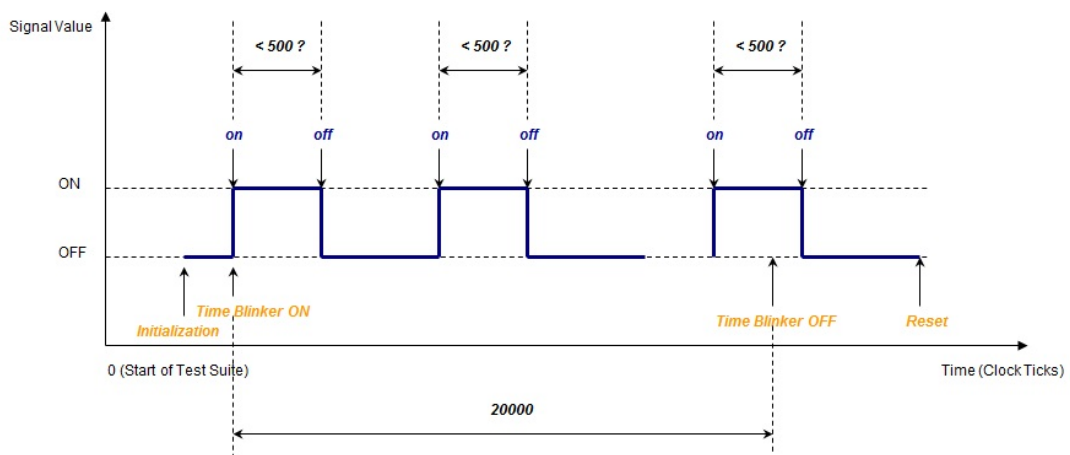 Signal Value
< 500 ?
< 500 ?
< 500 ?
on
off
on
off
on
off
ON
OFF
Time Blinker ON
Time Blinker OFF
Reset
Initialization
0 (Start of Test Suite)
Time (Clock Ticks)
20000